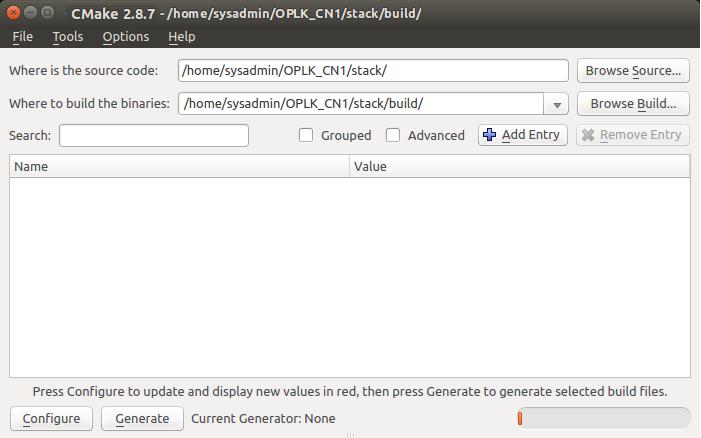 CMake 2.8.7 - /home/sysadmin/OPLK_CN1/stack/build/
File Tools Options Help
Where is the source code: /home/sysadmin/OPLK_CN1/stack/ Browse Source...
Where to build the binaries: /home/sysadmin/OPLK_CN1/stack/build/ Browse Build...
Search: Grouped Advanced Add Entry Remove Entry
Name Value
Press Configure to update and display new values in red, then press Generate to generate selected build files.
Configure Generate Current Generator: None